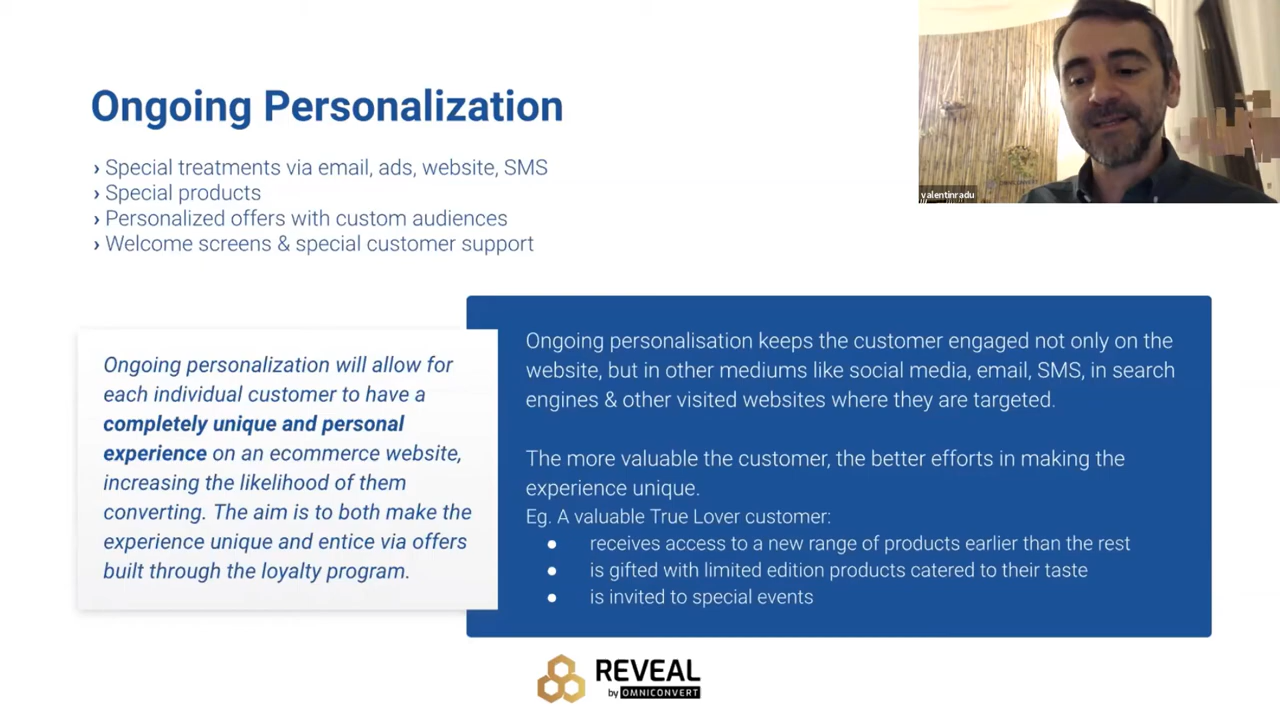 Ongoing Personalization
› Special treatments via email, ads, website, SMS
› Special products
› Personalized offers with custom audiences
› Welcome screens & special customer support
valentinradu
Ongoing personalization will allow for
each individual customer to have a
completely unique and personal
experience on an ecommerce website,
increasing the likelihood of them
converting. The aim is to both make the
experience unique and entice via offers
built through the loyalty program.
Ongoing personalisation keeps the customer engaged not only on the
website, but in other mediums like social media, email, SMS, in search
engines & other visited websites where they are targeted.
The more valuable the customer, the better efforts in making the
experience unique.
Eg. A valuable True Lover customer:
● receives access to a new range of products earlier than the rest
● is gifted with limited edition products catered to their taste
● is invited to special events
REVEAL
by OMNICONVERT